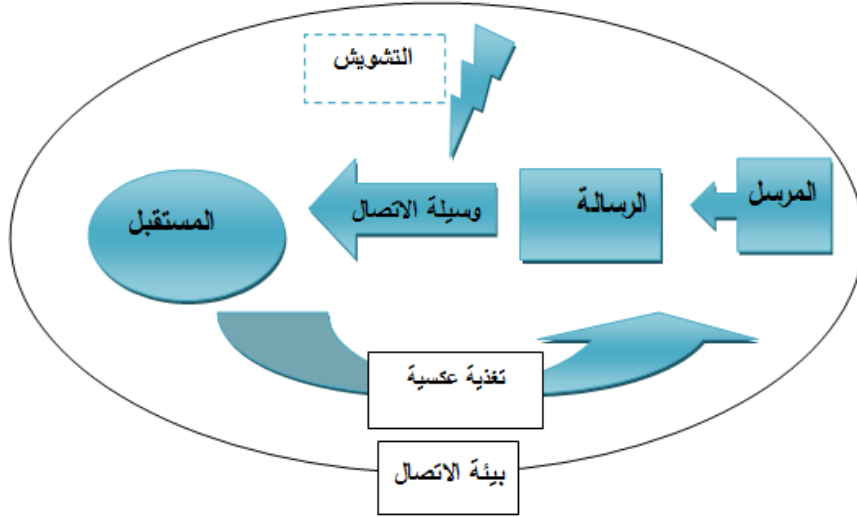 التشويش
المرسل
الرسالة
وسيلة الاتصال
المستقبل
تغذية عكسية
بيئة الاتصال